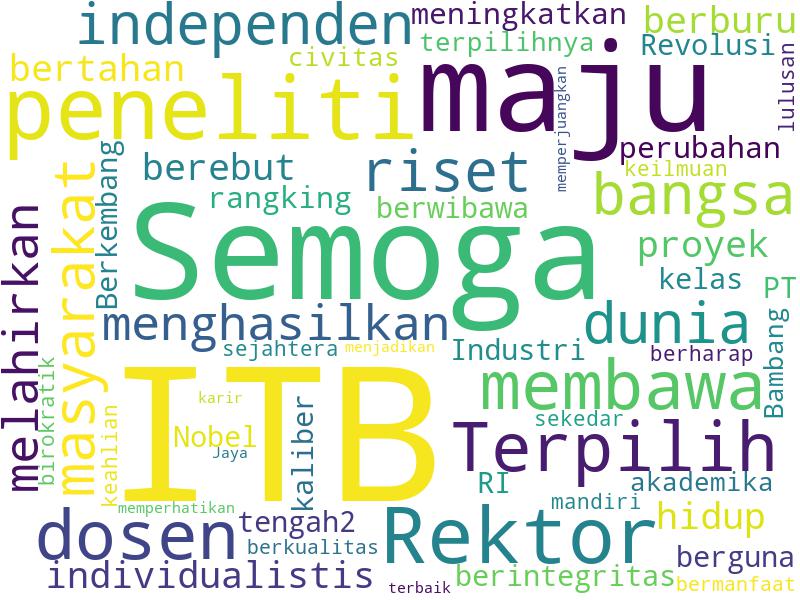 independen
meningkatkan
berburu
terpilihnya
Revolusi
lulusan
civitas
bertahan
maju
peneliti
memperjuangkan
perubahan
keilmuan
Berkembang
berebut
riset
bangsa
rangking
berwibawa
masyarakat
Semoga
melahirkan
proyek
kelas
PT
menghasilkan
dunia
Bambang
sejahtera
menjadikan
Industri
berharap
birokratik
ITB
membawa
karir
keahlian
kaliber
sekedar
Nobel
Terpilih
Jaya
RI
akademika
mandiri
memperhatikan
tengah2
dosen
Rektor
hidup
berkualitas
berguna
individualistis
berintegritas
bermanfaat
terbaik